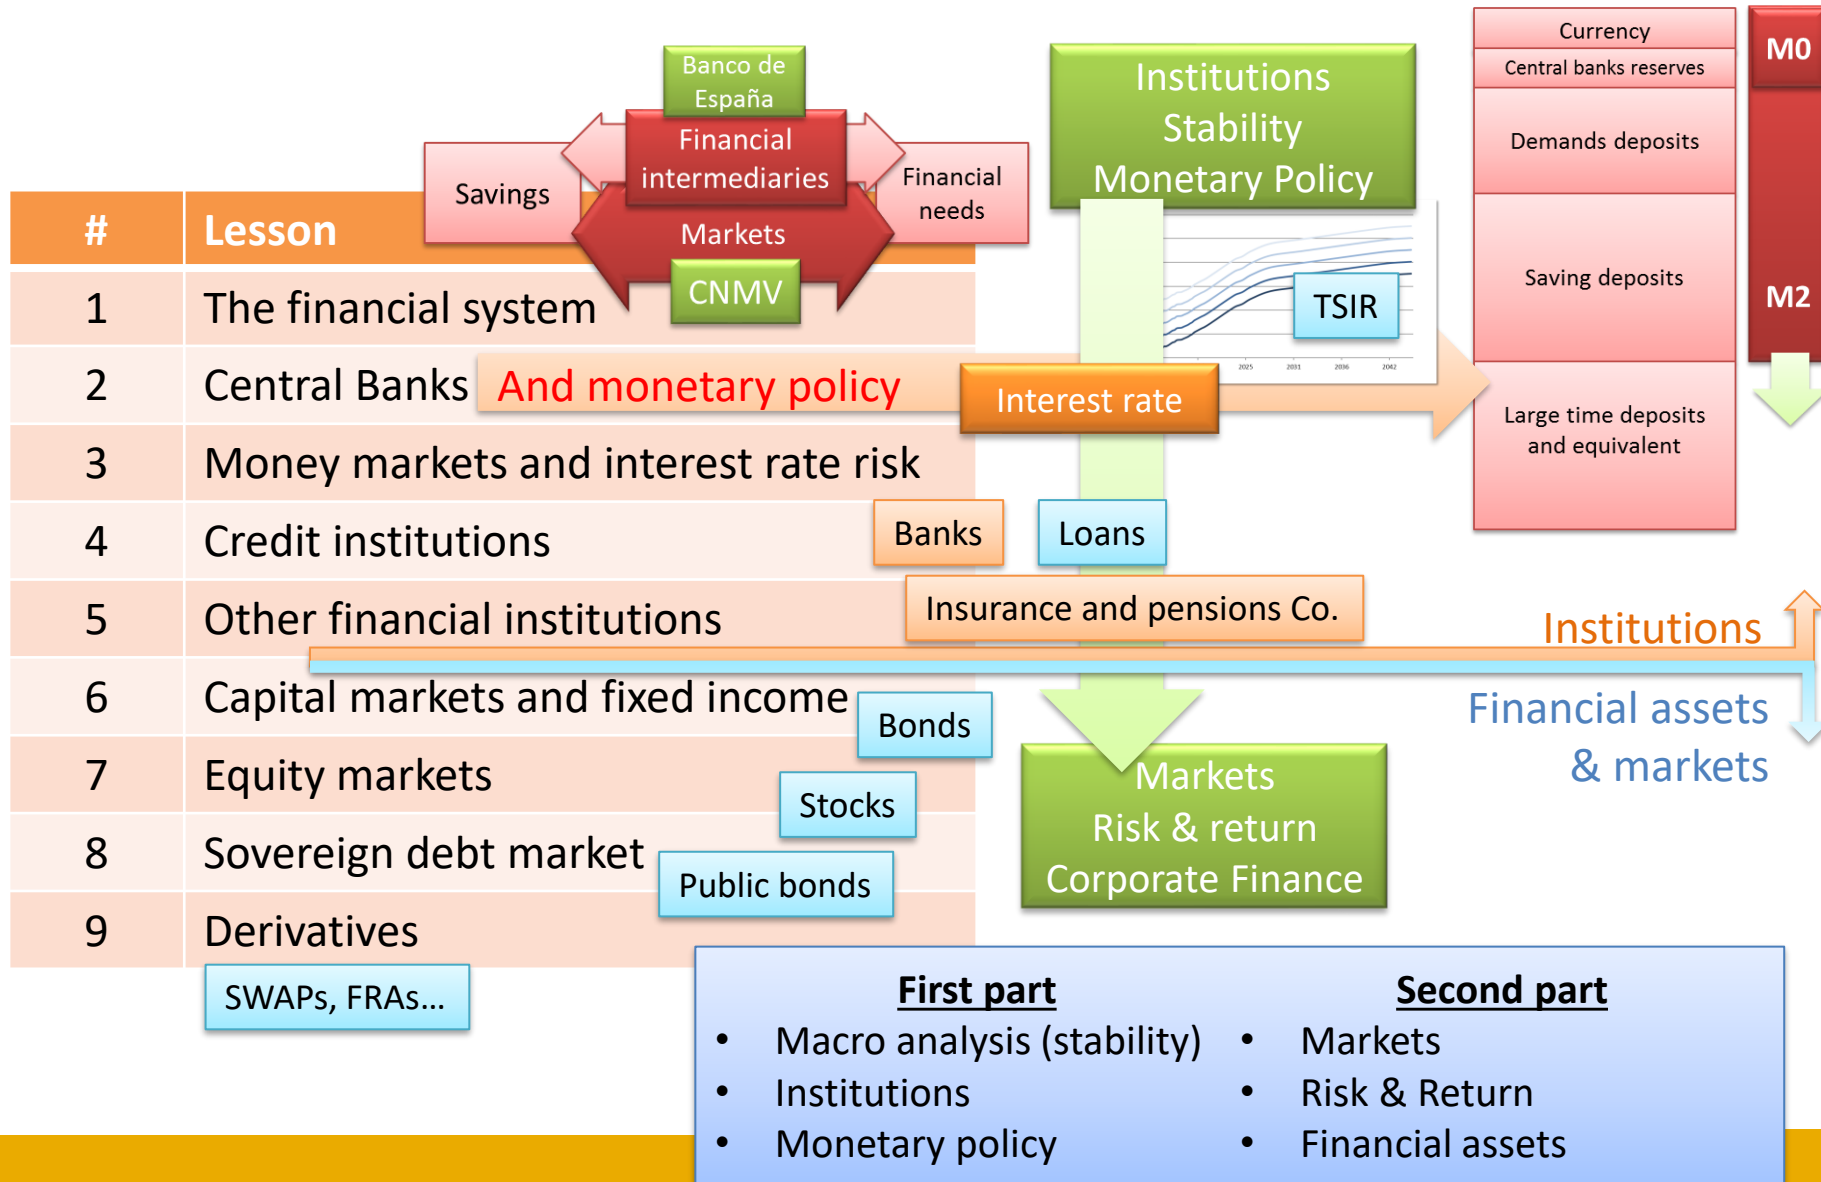 Banco de
España
Financial
intermediaries
Savings
Financial
needs
Markets
CNMV
Institutions
Stability
Monetary Policy
Currency
Central banks reserves
Demands deposits
Saving deposits
Large time deposits
and equivalent
M0
M2
TSIR
2025 2031 2036 2042
Interest rate
# Lesson
1 The financial system
2 Central Banks And monetary policy
3 Money markets and interest rate risk
4 Credit institutions
Banks
Loans
5 Other financial institutions
Insurance and pensions Co.
Institutions
6 Capital markets and fixed income
Bonds
Financial assets
& markets
7 Equity markets
Stocks
8 Sovereign debt market
Public bonds
9 Derivatives
SWAPs, FRAs...
Markets
Risk & return
Corporate Finance
First part
• Macro analysis (stability)
• Institutions
• Monetary policy
Second part
• Markets
• Risk & Return
• Financial assets